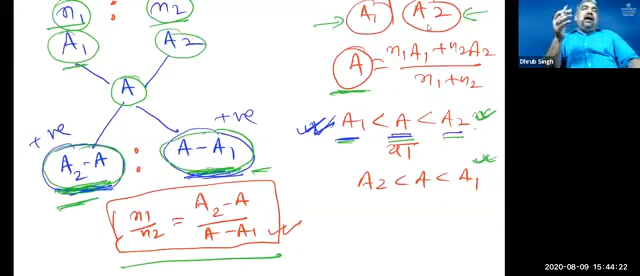 n1 : n2
A1 A2
A
+ve +ve
A2-A : A-A1
n1/n2 = A2-A/A-A1
A1 A2
A = n1A1+n2A2/n1+n2
A1 < A < A2
या
A2 < A < A1
Dhrub Singh
2020-08-09 15:44:22